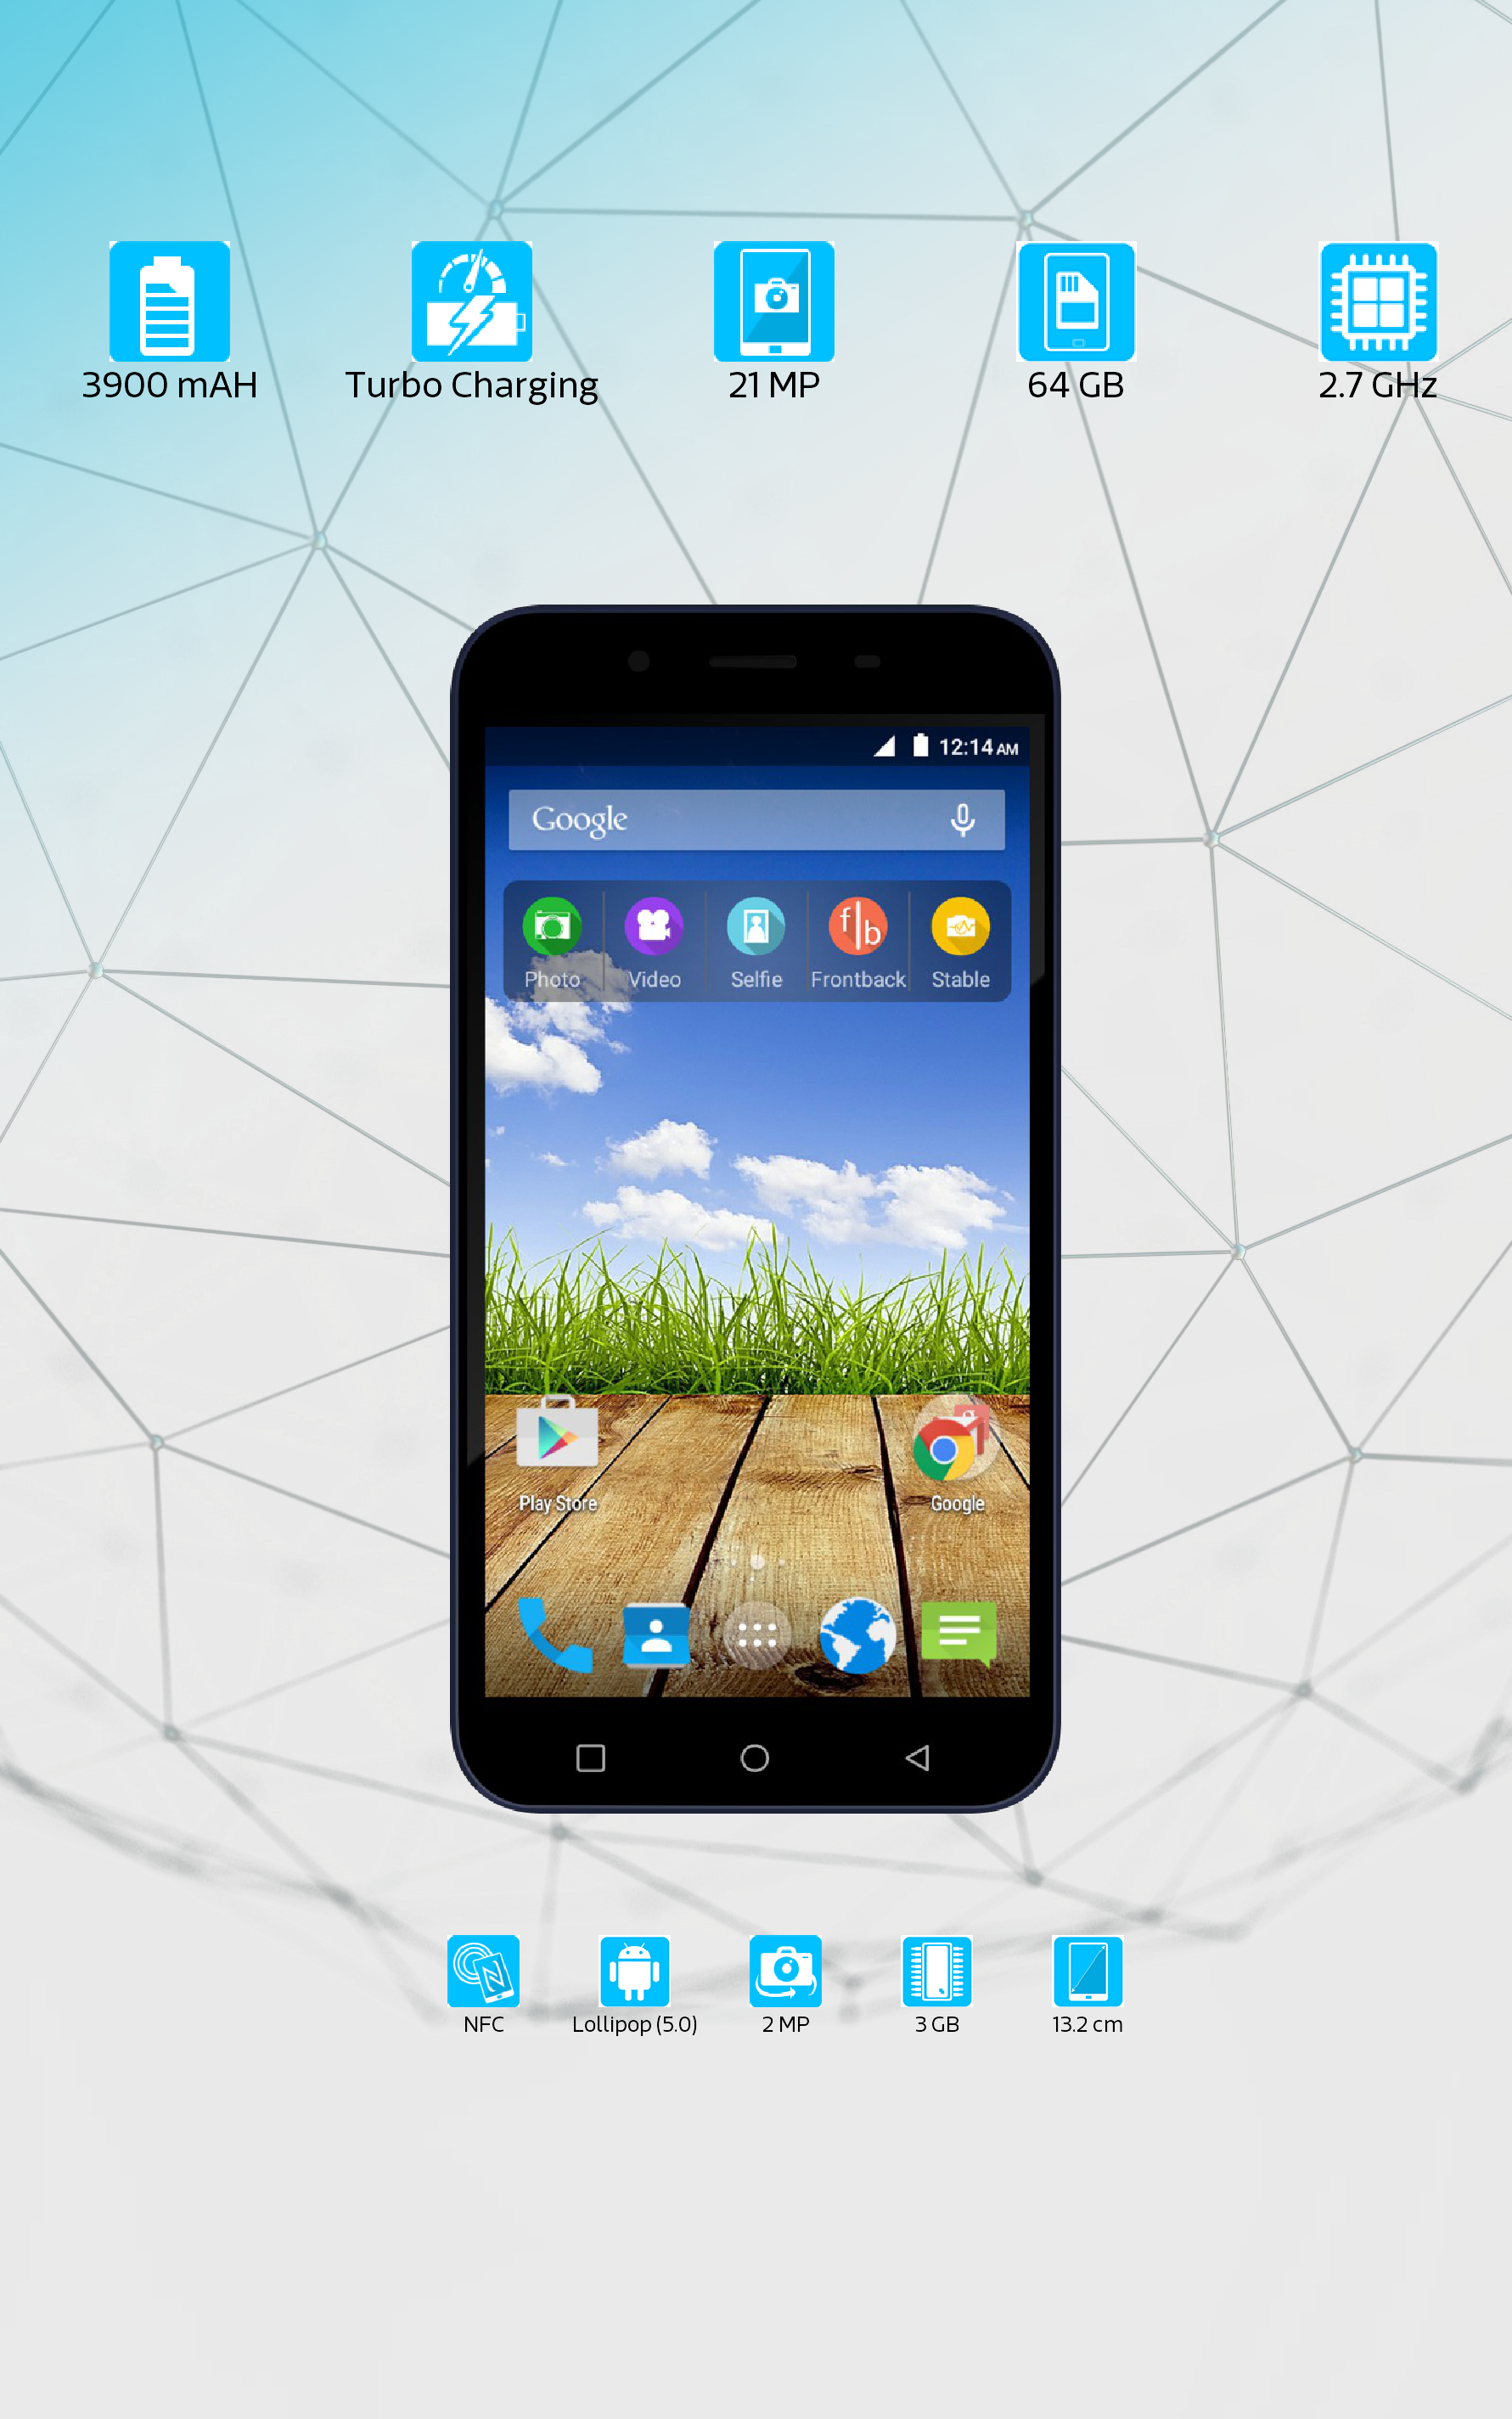 3900 mAH
Turbo Charging
21 MP
64 GB
2.7 GHz
12:14 AM
Google
Photo
Video
Selfie
f|b
Frontback
Stable
Play Store
Google
NFC
Lollipop (5.0)
2 MP
3 GB
13.2 cm